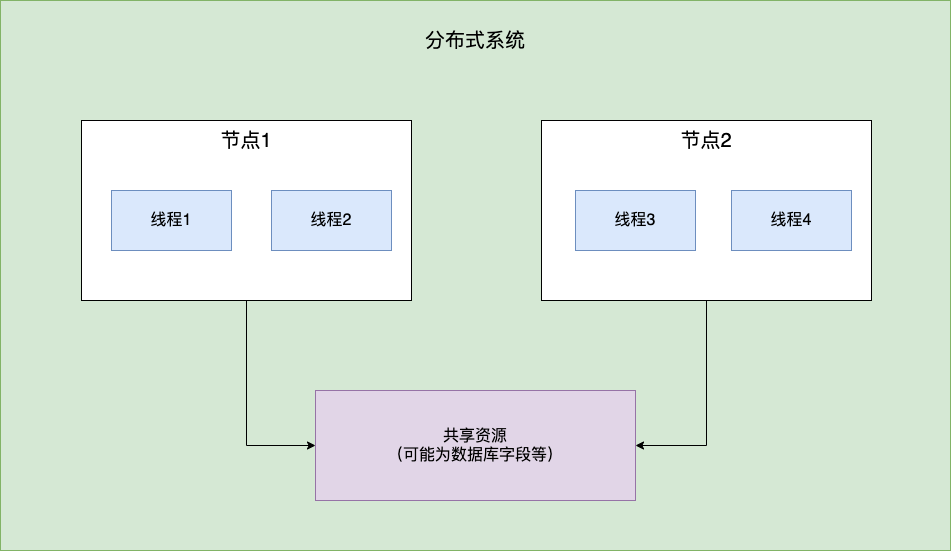 分布式系统
节点1
节点2
线程1
线程2
线程3
线程4
共享资源
（可能为数据库字段等）